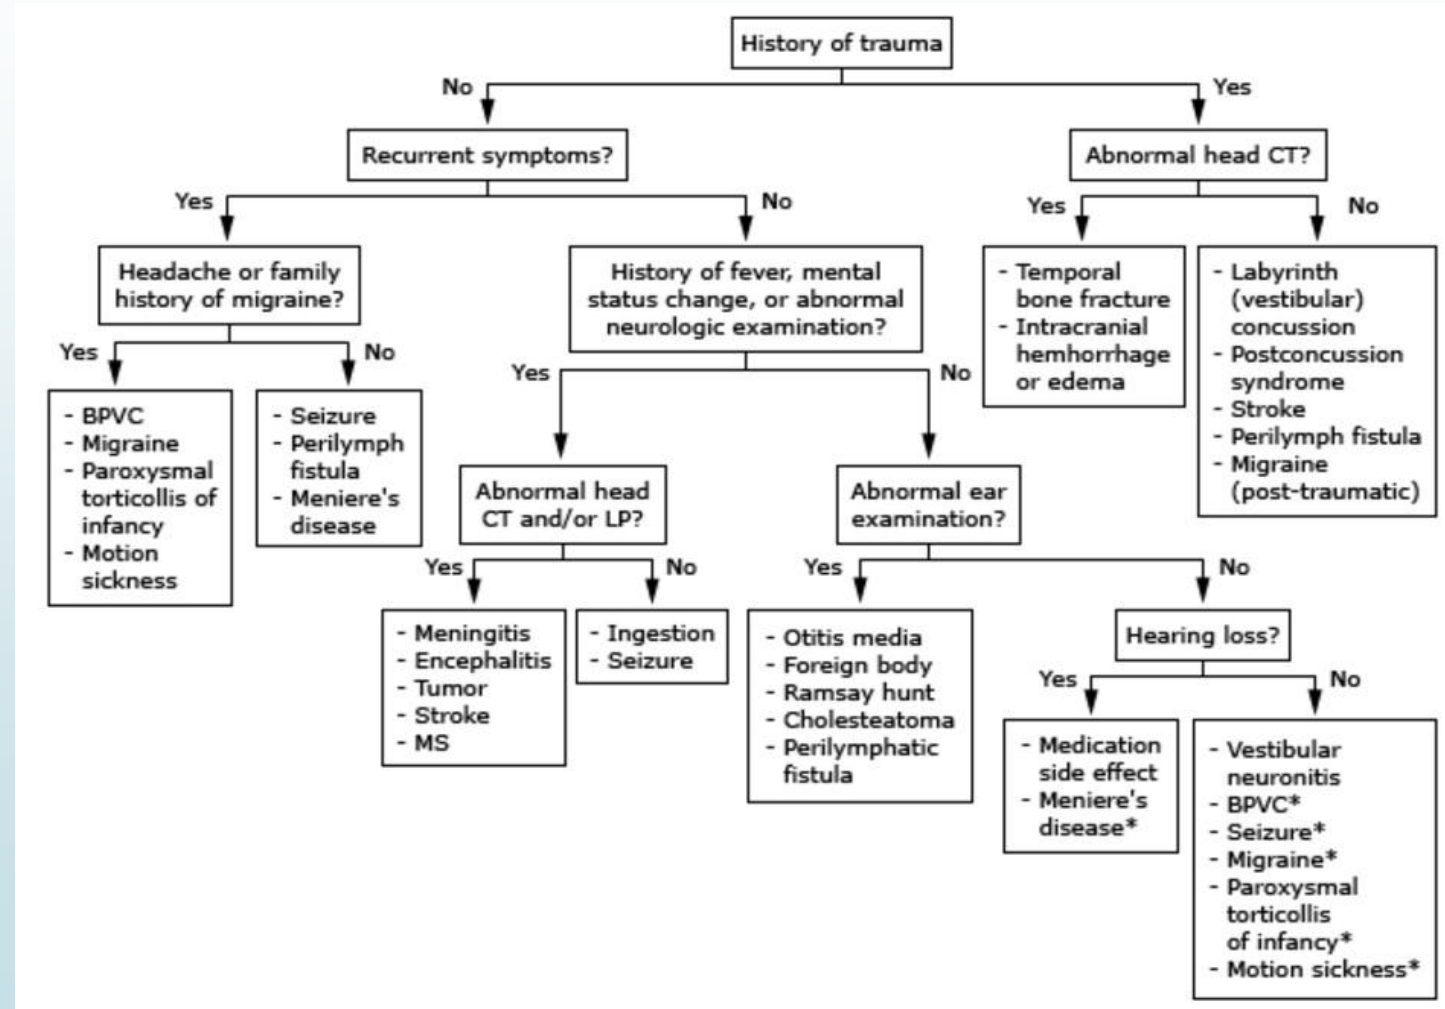 History of trauma
No
Yes
Recurrent symptoms?
Abnormal head CT?
Yes
No
Yes
No
Headache or family
history of migraine?
History of fever, mental
status change, or abnormal
neurologic examination?
- Temporal
bone fracture
- Intracranial
hemhorrhage
or edema
- Labyrinth
(vestibular)
concussion
- Postconcussion
syndrome
- Stroke
- Perilymph fistula
- Migraine
(post-traumatic)
Yes
No
Yes
No
- BPVC
- Migraine
- Paroxysmal
torticollis of
infancy
- Motion
sickness
- Seizure
- Perilymph
fistula
- Meniere's
disease
Abnormal head
CT and/or LP?
Abnormal ear
examination?
Yes
No
Yes
No
- Meningitis
- Encephalitis
- Tumor
- Stroke
- MS
- Ingestion
- Seizure
- Otitis media
- Foreign body
- Ramsay hunt
- Cholesteatoma
- Perilymphatic
fistula
Hearing loss?
Yes
No
- Medication
side effect
- Meniere's
disease*
- Vestibular
neuronitis
- BPVC*
- Seizure*
- Migraine*
- Paroxysmal
torticollis
of infancy*
- Motion sickness*